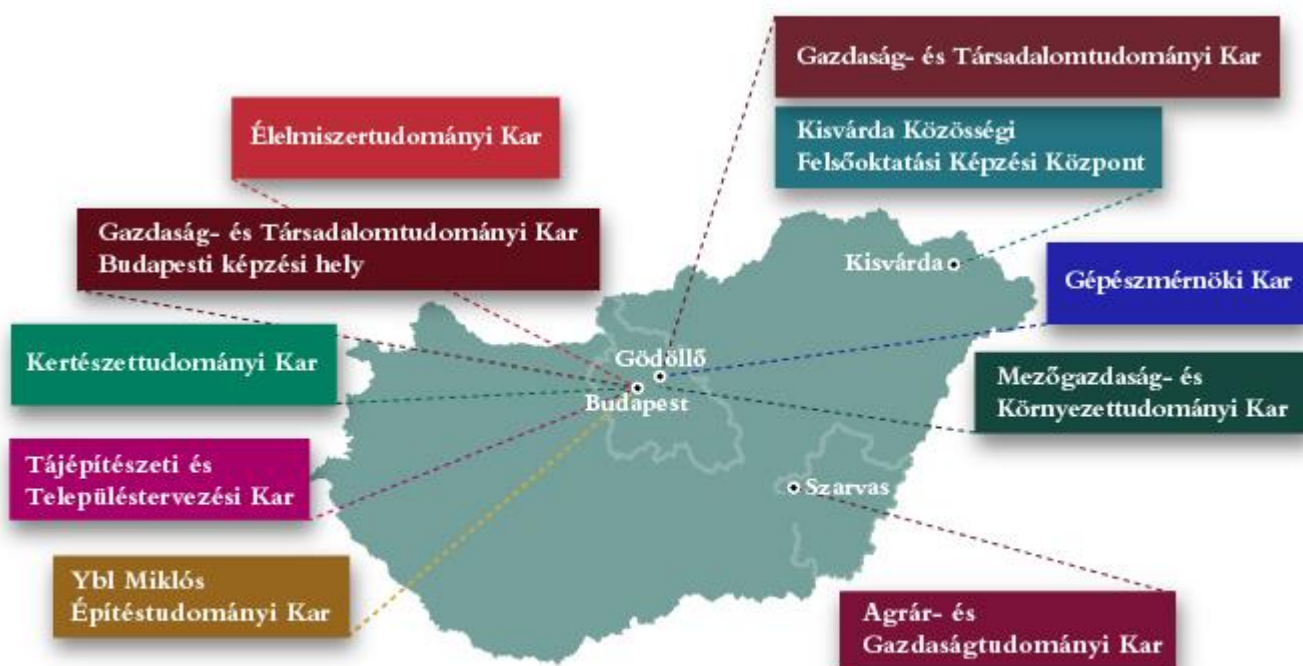 Gazdaság- és Társadalomtudományi Kar
Élelmiszertudományi Kar
Kisvárda Közösségi
Felsőoktatási Képzési Központ
Gazdaság- és Társadalomtudományi Kar
Budapesti képzési hely
Kisvárda
Gépészmérnöki Kar
Kertészettudományi Kar
Gödöllő
Budapest
Mezőgazdaság- és
Környezettudományi Kar
Tájépítészeti és
Településtervezési Kar
Szarvas
Ybl Miklós
Építéstudományi Kar
Agrár- és
Gazdaságtudományi Kar